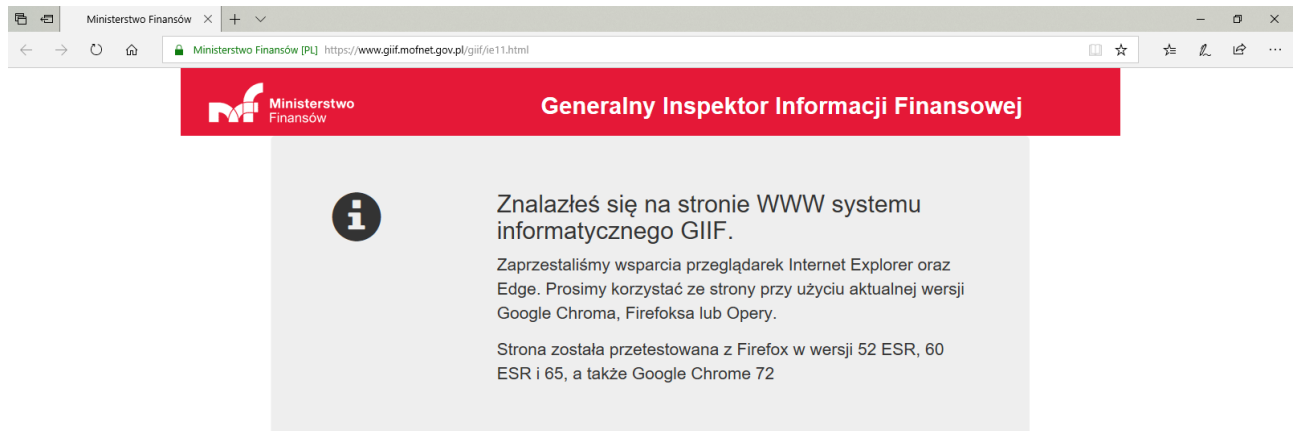 Ministerstwo Finansów
Ministerstwo Finansów [PL] https://www.giif.mofnet.gov.pl/giif/ie11.html
Ministerstwo
Finansów
Generalny Inspektor Informacji Finansowej
Znalazłeś się na stronie WWW systemu
informatycznego GIIF.
Zaprzestaliśmy wsparcia przeglądarek Internet Explorer oraz
Edge. Prosimy korzystać ze strony przy użyciu aktualnej wersji
Google Chroma, Firefoksa lub Opery.
Strona została przetestowana z Firefox w wersji 52 ESR, 60
ESR i 65, a także Google Chrome 72